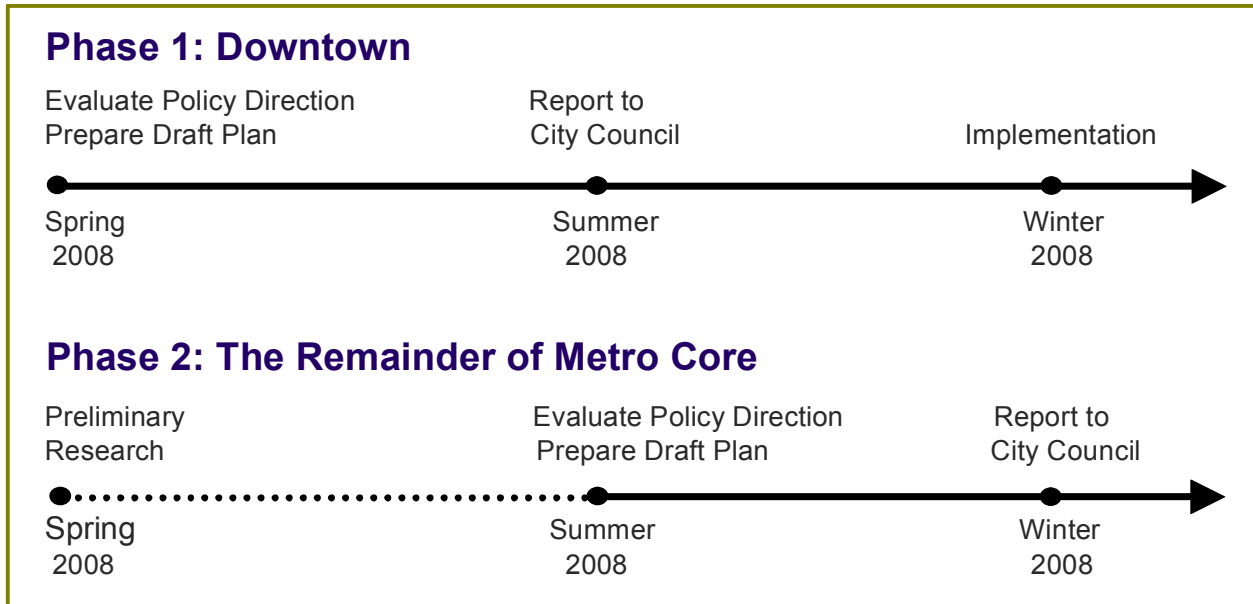 Phase 1: Downtown
Evaluate Policy Direction
Prepare Draft Plan
Report to
City Council
Implementation
Spring
2008
Summer
2008
Winter
2008
Phase 2: The Remainder of Metro Core
Preliminary
Research
Evaluate Policy Direction
Prepare Draft Plan
Report to
City Council
Spring
2008
Summer
2008
Winter
2008